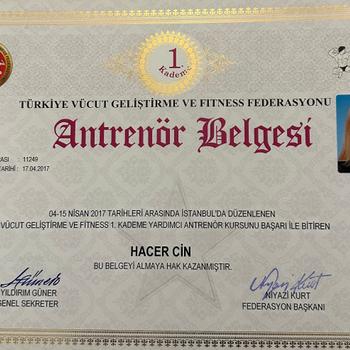 1.
Kademe
TÜRKİYE VÜCUT GELİŞTİRME VE FITNESS FEDERASYONU
Antrenör Belgesi
: 11249
: 17.04.2017
04-15 NİSAN 2017 TARİHLERİ ARASINDA İSTANBUL'DA DÜZENLENEN
VÜCUT GELİŞTİRME VE FITNESS 1. KADEME YARDIMCI ANTRENÖR KURSUNU BAŞARI İLE BİTİREN
HACER CİN
BU BELGEYİ ALMAYA HAK KAZANMIŞTIR.
YILDIRIM GÜNER
GENEL SEKRETER
NİYAZİ KURT
FEDERASYON BAŞKANI